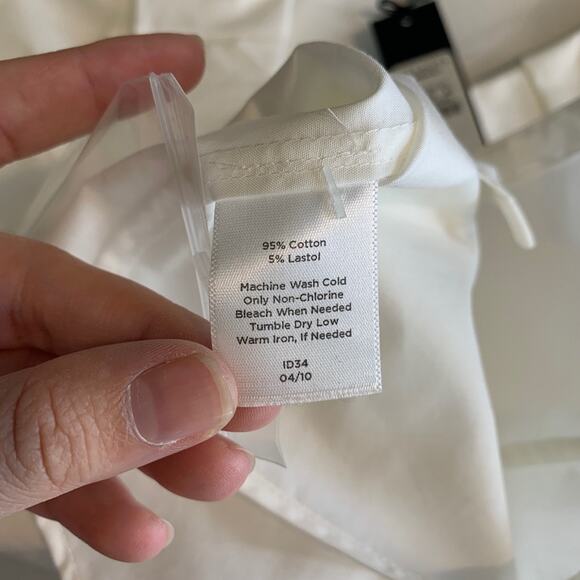 95% Cotton
5% Lastol
Machine Wash Cold
Only Non-Chlorine
Bleach When Needed
Tumble Dry Low
Warm Iron, If Needed
ID34
04/10